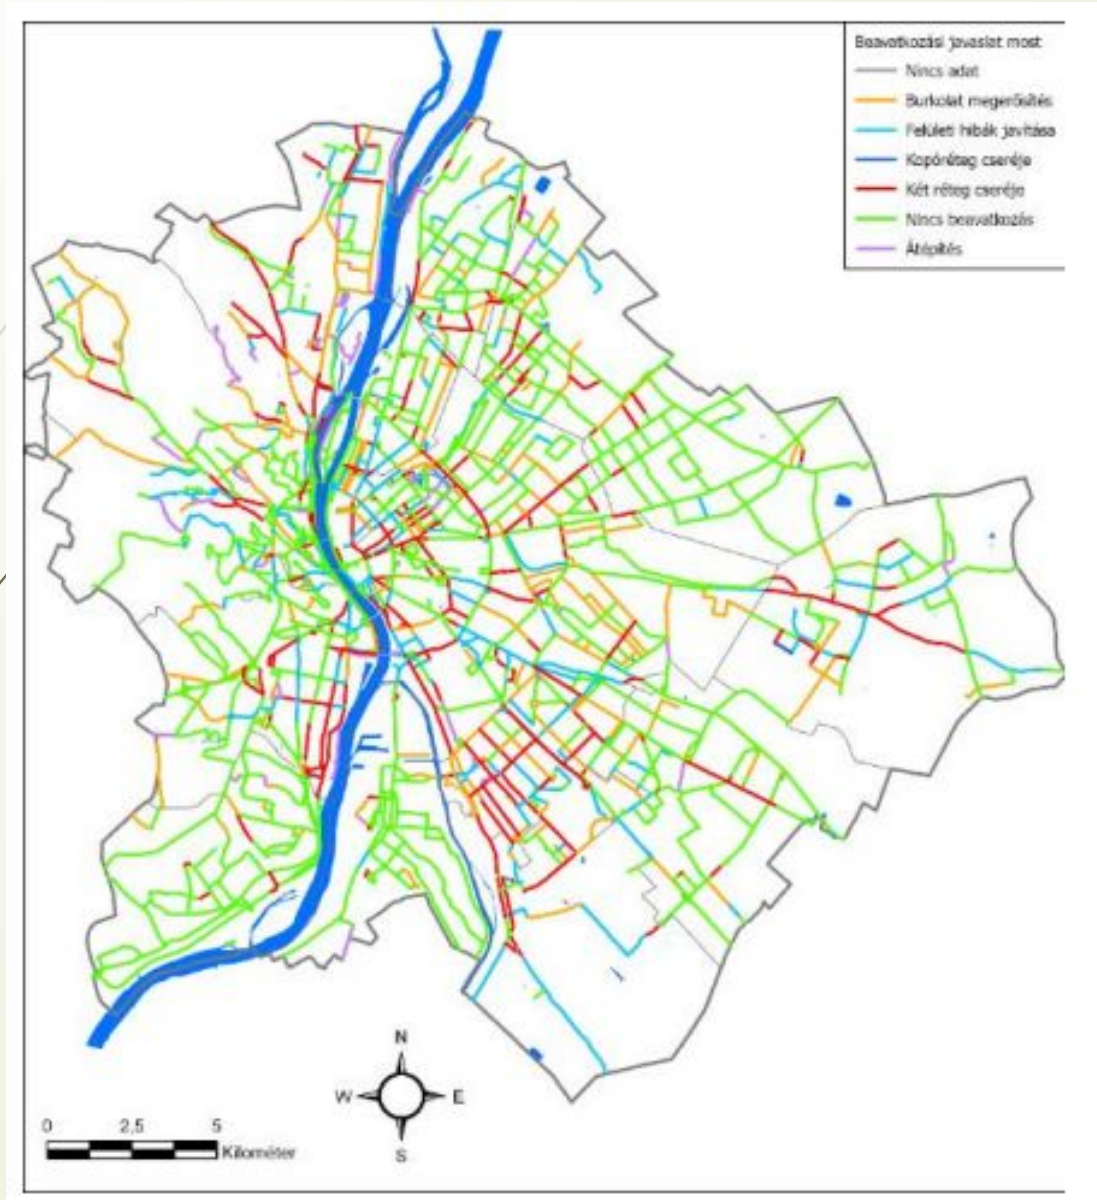 Beavatkozási javaslat most
Nincs adat
Burkolat megerősítés
Felületi hibák javítása
Kopóréteg cseréje
Két réteg cseréje
Nincs beavatkozás
Átépítés
N
W E
S
0 2,5 5
Kilométer